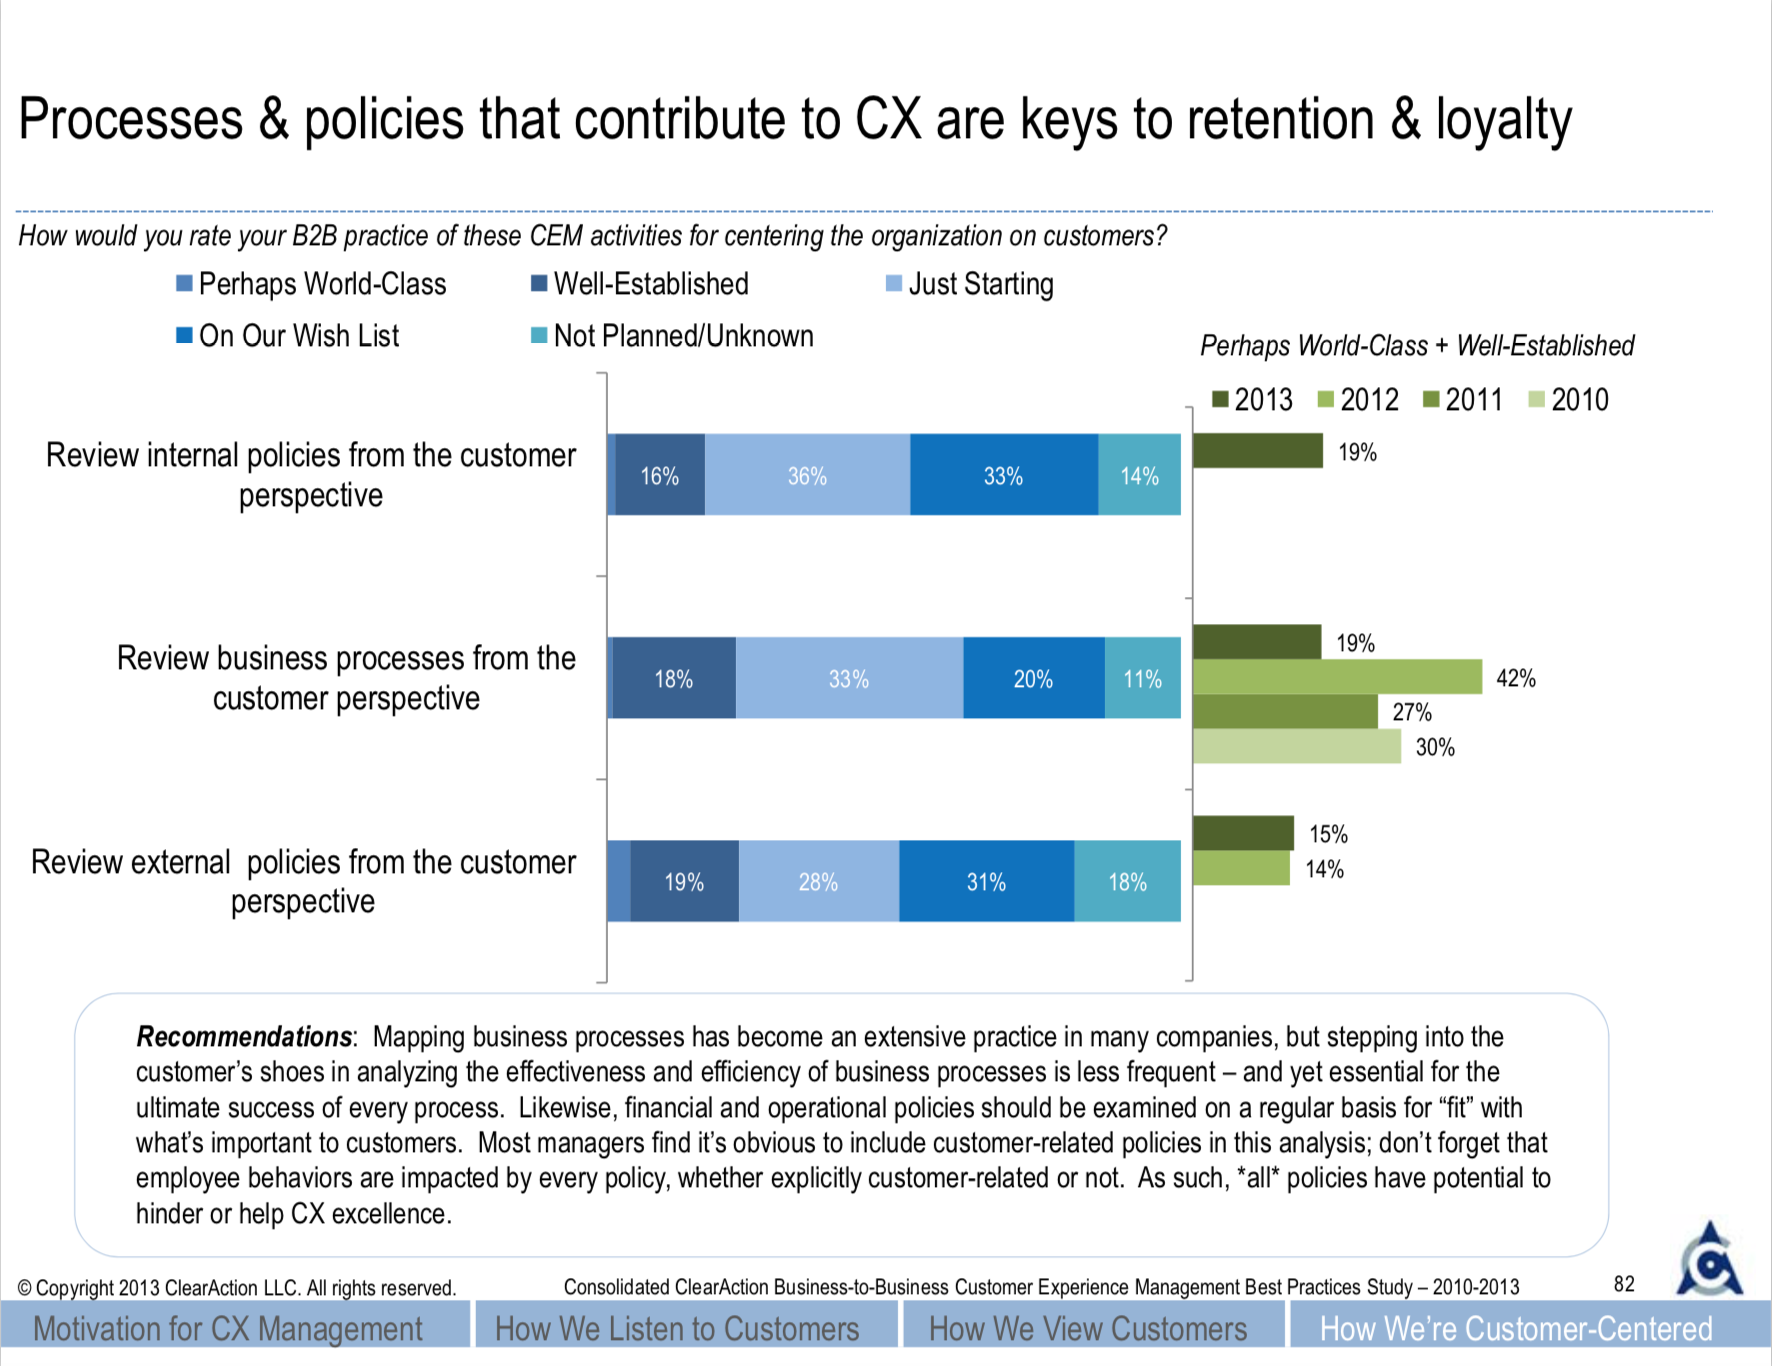 Processes & policies that contribute to CX are keys to retention & loyalty
How would you rate your B2B practice of these CEM activities for centering the organization on customers?
Perhaps World-Class
Well-Established
Just Starting
On Our Wish List
Not Planned/Unknown
Perhaps World-Class + Well-Established
2013
2012
2011
2010
Review internal policies from the customer
perspective
16%
36%
33%
14%
19%
Review business processes from the
customer perspective
18%
33%
20%
11%
19%
42%
27%
30%
Review external  policies from the customer
perspective
19%
28%
31%
18%
15%
14%
Recommendations:  Mapping business processes has become an extensive practice in many companies, but stepping into the
customer’s shoes in analyzing the effectiveness and efficiency of business processes is less frequent – and yet essential for the
ultimate success of every process.  Likewise, financial and operational policies should be examined on a regular basis for “fit” with
what’s important to customers.  Most managers find it’s obvious to include customer-related policies in this analysis; don’t forget that
employee behaviors are impacted by every policy, whether explicitly customer-related or not.  As such, *all* policies have potential to
hinder or help CX excellence.
© Copyright 2013 ClearAction LLC. All rights reserved.
Consolidated ClearAction Business-to-Business Customer Experience Management Best Practices Study – 2010-2013
82
Motivation for CX Management
How We Listen to Customers
How We View Customers
How We’re Customer-Centered